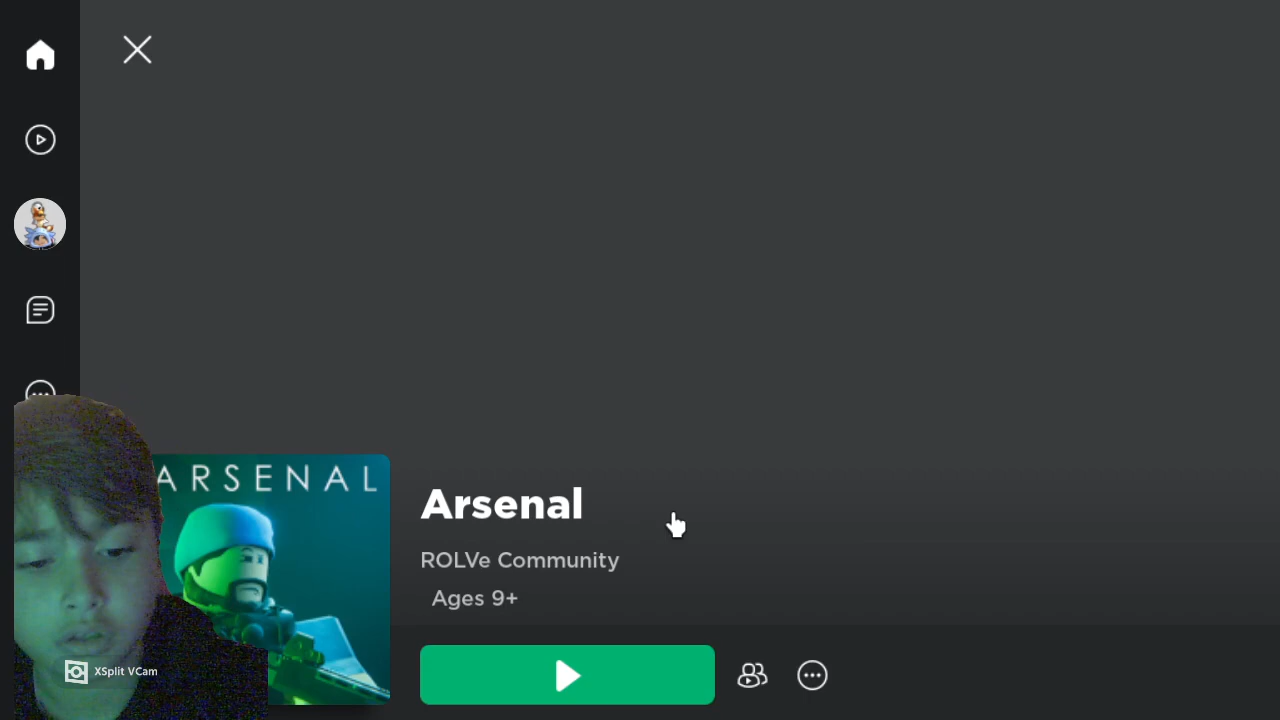 ARSENAL
Arsenal
ROLVe Community
Ages 9+
XSplit VCam